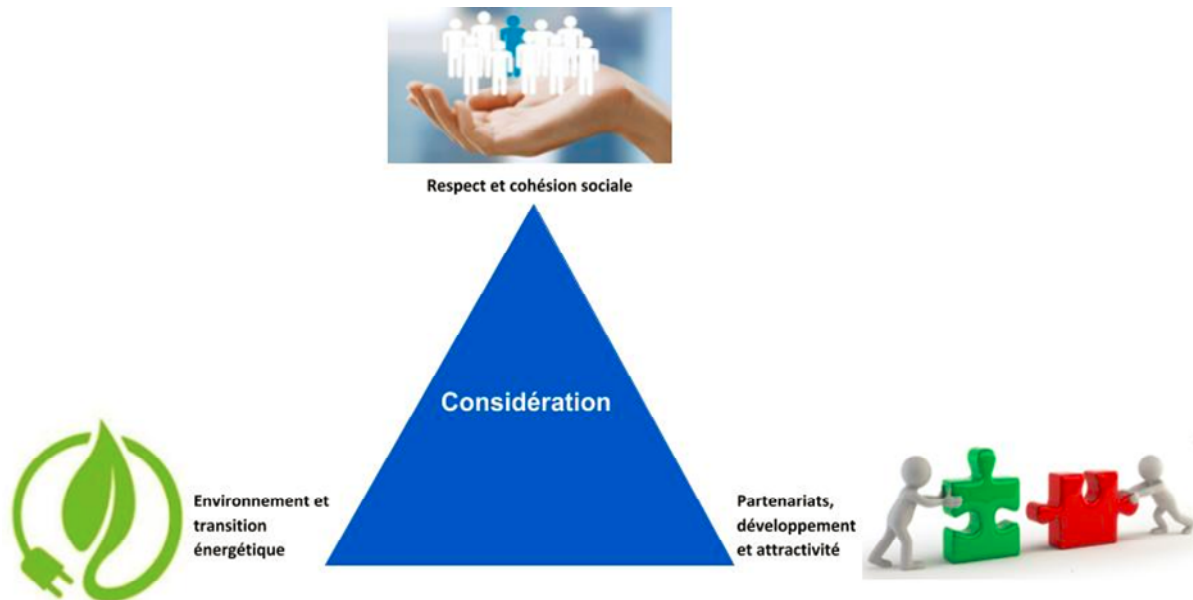 Respect et cohésion sociale
Considération
Environnement et
transition
énergétique
Partenariats,
développement
et attractivité